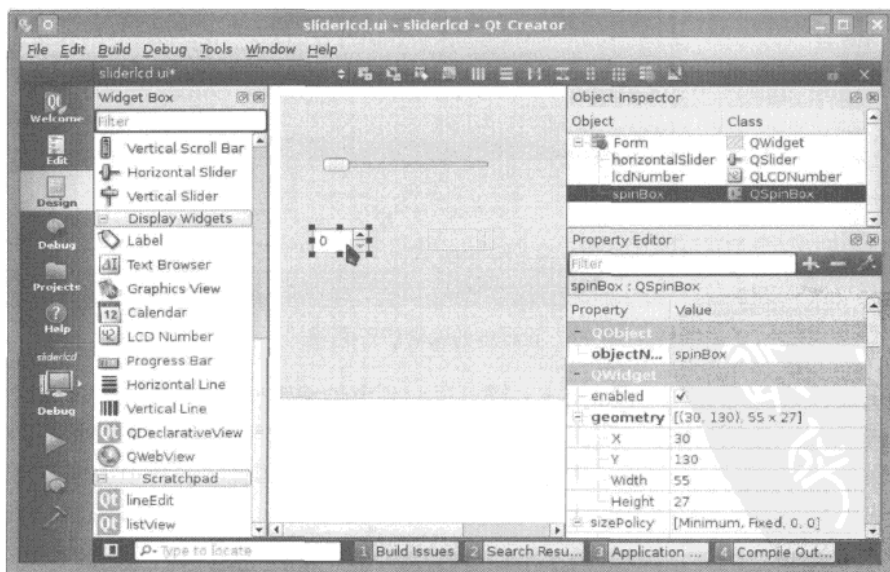 sliderlcd.ui - sliderlcd - Qt Creator
File Edit Build Debug Tools Window Help
sliderlcd.ui*
Welcome
Edit
Design
Debug
Projects
Help
sliderlcd
Debug
Widget Box
Filter
Vertical Scroll Bar
Horizontal Slider
Vertical Slider
Display Widgets
Label
Text Browser
Graphics View
Calendar
LCD Number
Progress Bar
Horizontal Line
Vertical Line
QDeclarativeView
QWebView
Scratchpad
lineEdit
listView
0
Object Inspector
Object Class
Form QWidget
horizontalSlider QSlider
lcdNumber QLCDNumber
spinBox QSpinBox
Property Editor
Filter
spinBox : QSpinBox
Property Value
QObject
objectN... spinBox
QWidget
enabled
geometry [(30, 130), 55 x 27]
X 30
Y 130
Width 55
Height 27
sizePolicy [Minimum, Fixed, 0, 0]
Type to locate
1 Build Issues 2 Search Resu... 3 Application ... 4 Compile Out...